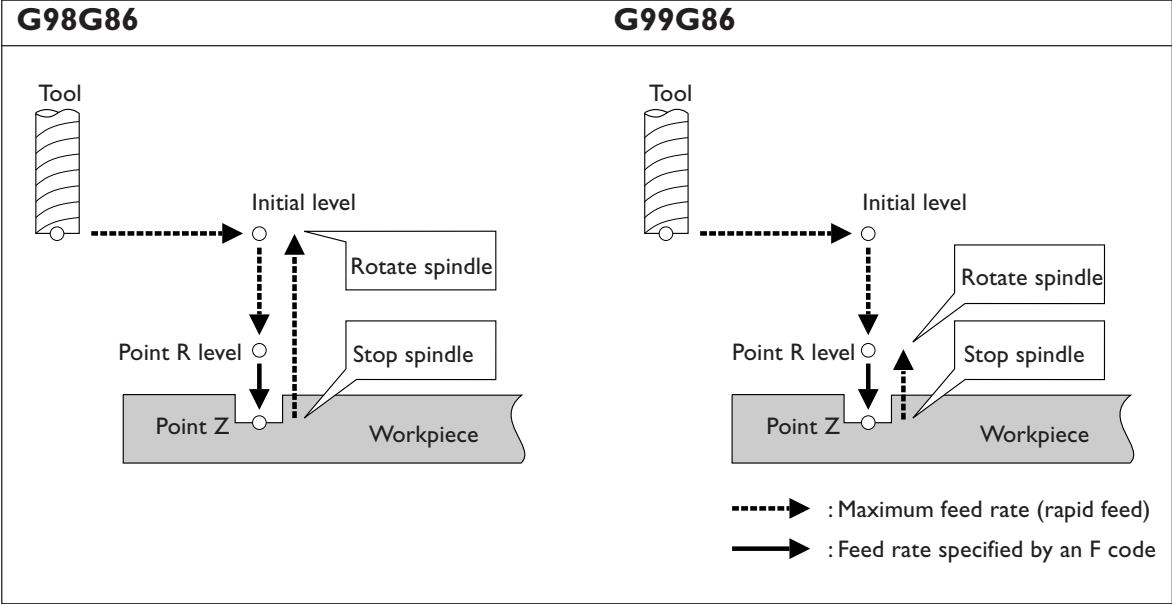 G98G86
G99G86
Tool
Initial level
Rotate spindle
Point R level
Stop spindle
Point Z
Workpiece
Tool
Initial level
Rotate spindle
Point R level
Stop spindle
Point Z
Workpiece
: Maximum feed rate (rapid feed)
: Feed rate specified by an F code